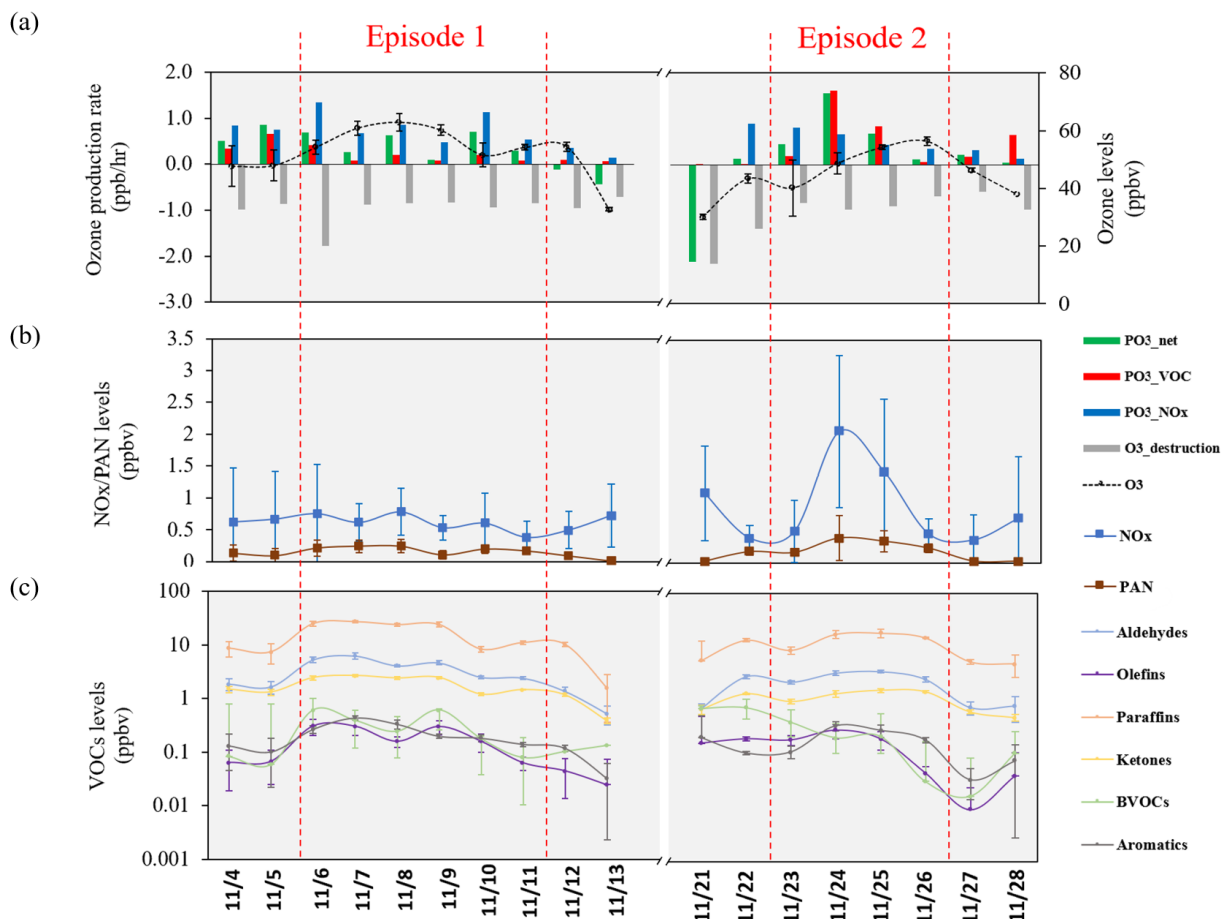 (a)
Episode 1
Episode 2
Ozone production rate
(ppb/hr)
2.0
1.0
0.0
-1.0
-2.0
-3.0
80
60
40
20
0
Ozone levels
(ppbv)
(b)
NOx/PAN levels
(ppbv)
3.5
3
2.5
2
1.5
1
0.5
0
(c)
VOCs levels
(ppbv)
100
10
1
0.1
0.01
0.001
11/4
11/5
11/6
11/7
11/8
11/9
11/10
11/11
11/12
11/13
11/21
11/22
11/23
11/24
11/25
11/26
11/27
11/28
PO3_net
PO3_VOC
PO3_NOx
O3_destruction
O3
NOx
PAN
Aldehydes
Olefins
Paraffins
Ketones
BVOCs
Aromatics